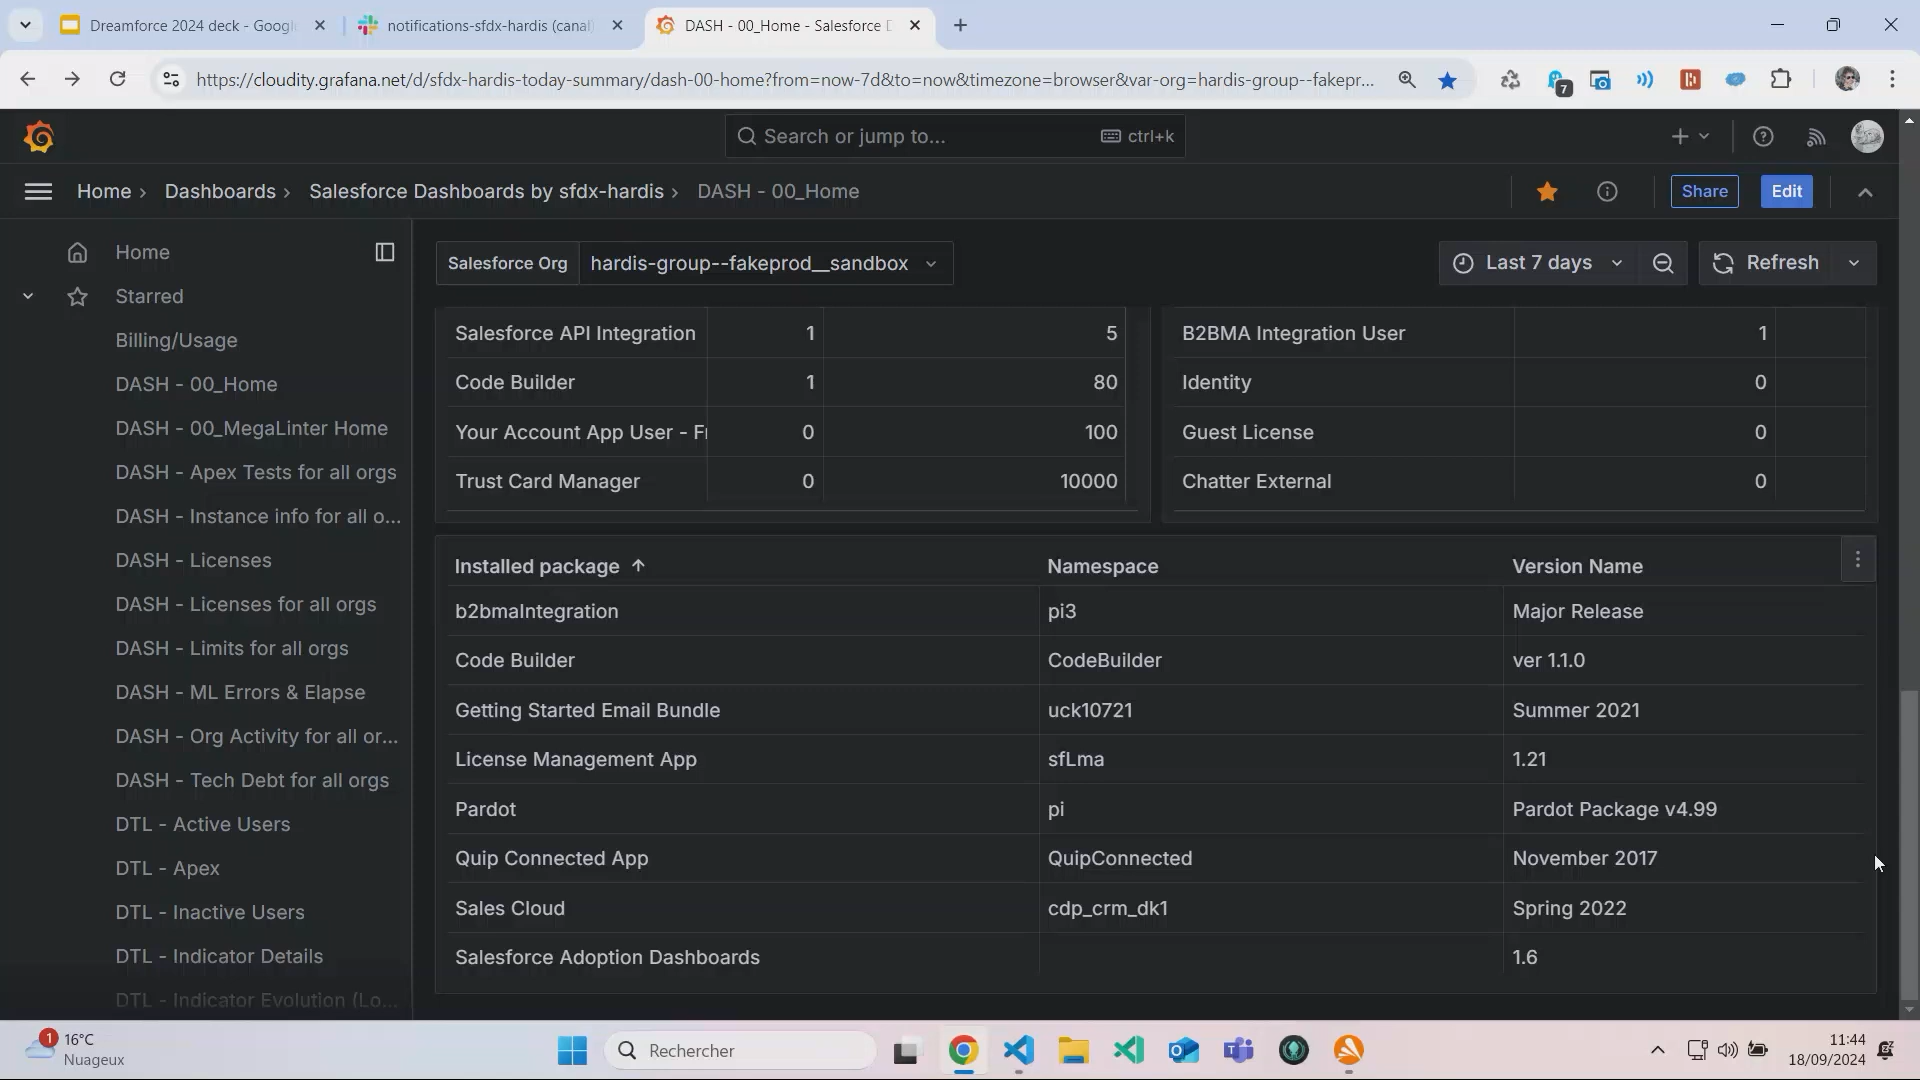 Dreamforce 2024 deck - Googl
notifications-sfdx-hardis (canal
DASH - 00_Home - Salesforce D
https://cloudity.grafana.net/d/sfdx-hardis-today-summary/dash-00-home?from=now-7d&to=now&timezone=browser&var-org=hardis-group--fakepr...
7
Search or jump to...
ctrl+k
Home
Dashboards
Salesforce Dashboards by sfdx-hardis
DASH - 00_Home
Share
Edit
Home
Starred
Billing/Usage
DASH - 00_Home
DASH - 00_MegaLinter Home
DASH - Apex Tests for all orgs
DASH - Instance info for all o...
DASH - Licenses
DASH - Licenses for all orgs
DASH - Limits for all orgs
DASH - ML Errors & Elapse
DASH - Org Activity for all or...
DASH - Tech Debt for all orgs
DTL - Active Users
DTL - Apex
DTL - Inactive Users
DTL - Indicator Details
DTL - Indicator Evolution (Lo...
Salesforce Org
hardis-group--fakeprod__sandbox
Last 7 days
Refresh
Salesforce API Integration 1 5
Code Builder 1 80
Your Account App User - Fr 0 100
Trust Card Manager 0 10000
B2BMA Integration User 1
Identity 0
Guest License 0
Chatter External 0
Installed package Namespace Version Name
b2bmaIntegration pi3 Major Release
Code Builder CodeBuilder ver 1.1.0
Getting Started Email Bundle uck10721 Summer 2021
License Management App sfLma 1.21
Pardot pi Pardot Package v4.99
Quip Connected App QuipConnected November 2017
Sales Cloud cdp_crm_dk1 Spring 2022
Salesforce Adoption Dashboards 1.6
1
16°C
Nuageux
Rechercher
11:44
18/09/2024